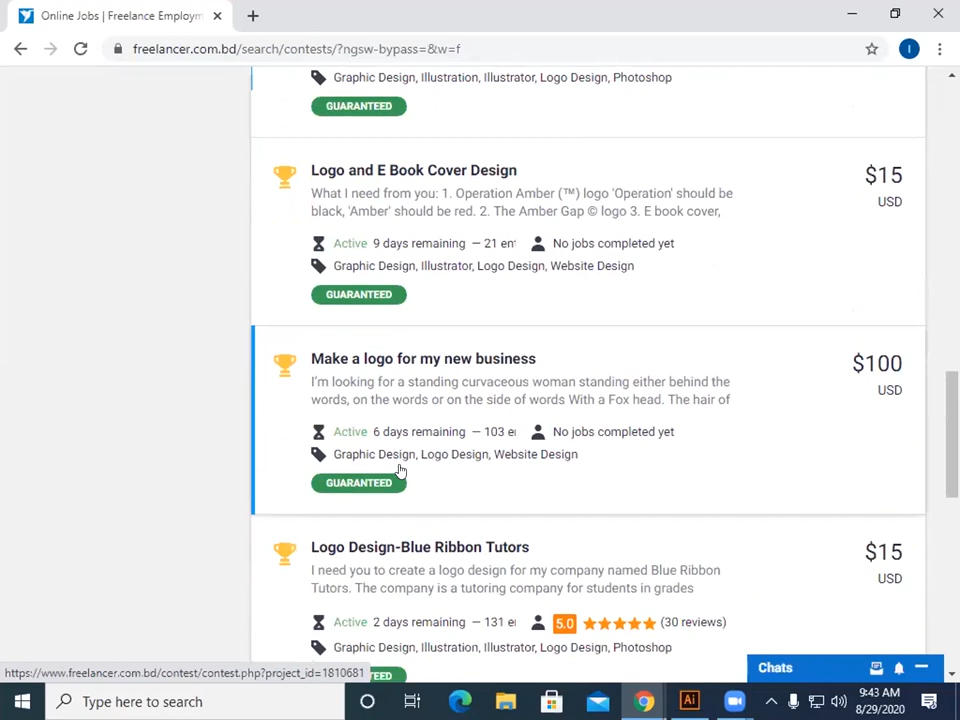 Online Jobs | Freelance Employm
freelancer.com.bd/search/contests/?ngsw-bypass=&w=f
I
Graphic Design, Illustration, Illustrator, Logo Design, Photoshop
GUARANTEED
Logo and E Book Cover Design
$15
What I need from you: 1. Operation Amber (™) logo 'Operation' should be
USD
black, 'Amber' should be red. 2. The Amber Gap © logo 3. E book cover,
Active 9 days remaining — 21 en No jobs completed yet
Graphic Design, Illustrator, Logo Design, Website Design
GUARANTEED
Make a logo for my new business
$100
I'm looking for a standing curvaceous woman standing either behind the
USD
words, on the words or on the side of words With a Fox head. The hair of
Active 6 days remaining — 103 e No jobs completed yet
Graphic Design, Logo Design, Website Design
GUARANTEED
Logo Design-Blue Ribbon Tutors
$15
I need you to create a logo design for my company named Blue Ribbon
USD
Tutors. The company is a tutoring company for students in grades
Active 2 days remaining — 131 e 5.0 (30 reviews)
Graphic Design, Illustration, Illustrator, Logo Design, Photoshop
Chats
https://www.freelancer.com.bd/contest/contest.php?project_id=1810681
Type here to search
Ai
9:43 AM
8/29/2020